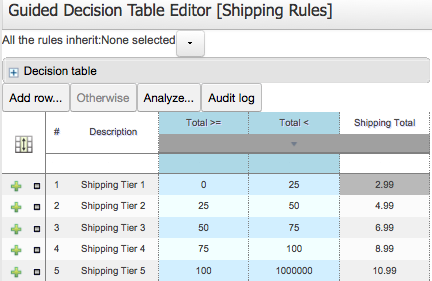 Guided Decision Table Editor [Shipping Rules]
All the rules inherit:None selected
Decision table
Add row... Otherwise Analyze... Audit log
# Description Total >= Total < Shipping Total
1 Shipping Tier 1 0 25 2.99
2 Shipping Tier 2 25 50 4.99
3 Shipping Tier 3 50 75 6.99
4 Shipping Tier 4 75 100 8.99
5 Shipping Tier 5 100 1000000 10.99